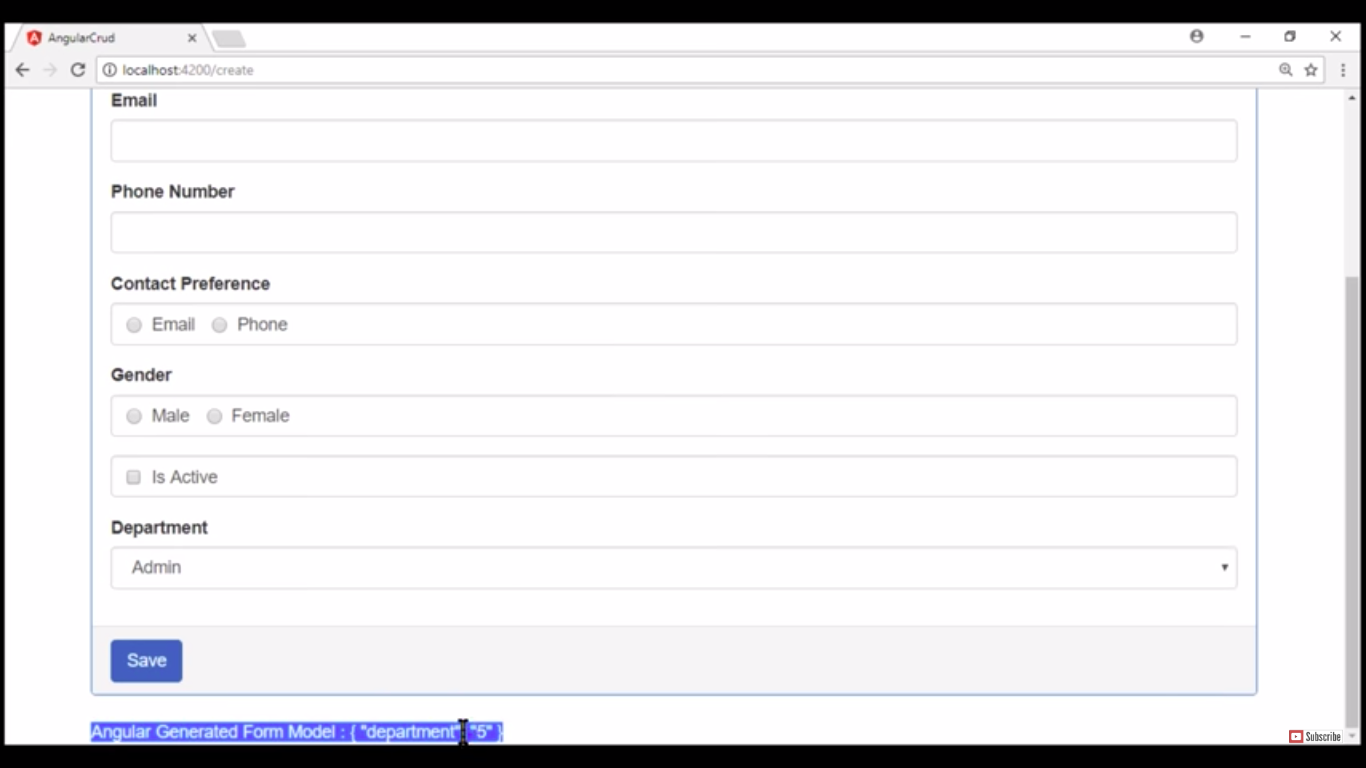 AngularCrud
localhost:4200/create
Email
Phone Number
Contact Preference
Email Phone
Gender
Male Female
Is Active
Department
Admin
Save
Angular Generated Form Model : { "department" "5" }
Subscribe